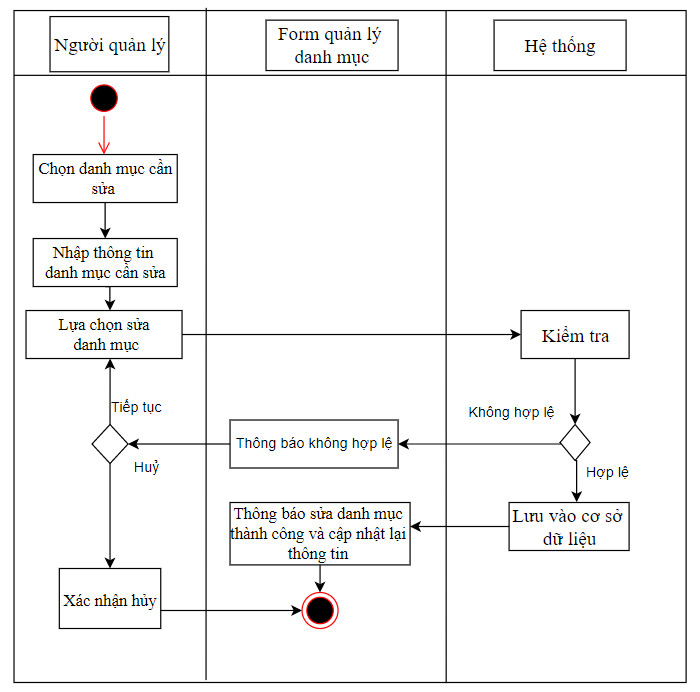 Người quản lý
Form quản lý
danh mục
Hệ thống
Chọn danh mục cần
sửa
Nhập thông tin
danh mục cần sửa
Lựa chọn sửa
danh mục
Kiểm tra
Tiếp tục
Không hợp lệ
Thông báo không hợp lệ
Huỷ
Hợp lệ
Thông báo sửa danh mục
thành công và cập nhật lại
thông tin
Lưu vào cơ sở
dữ liệu
Xác nhận hủy